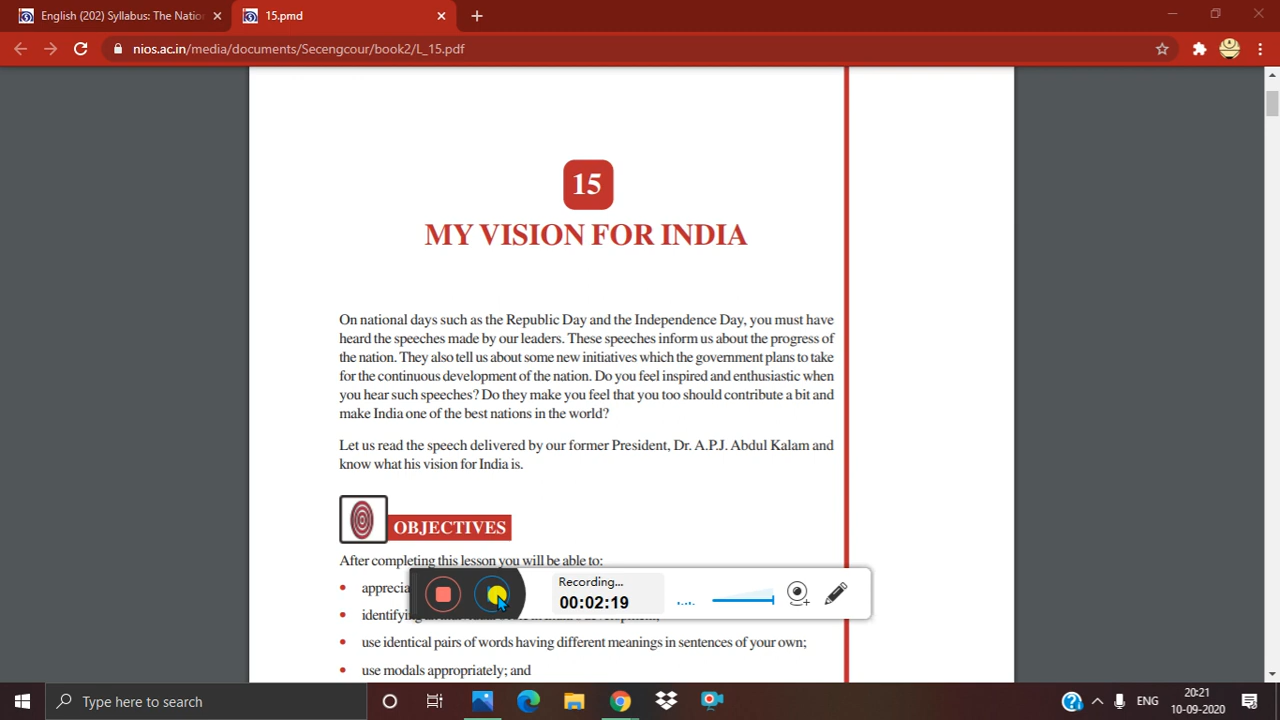 English (202) Syllabus: The Natio
15.pmd
nios.ac.in/media/documents/Secengcour/book2/L_15.pdf
15
MY VISION FOR INDIA
On national days such as the Republic Day and the Independence Day, you must have
heard the speeches made by our leaders. These speeches inform us about the progress of
the nation. They also tell us about some new initiatives which the government plans to take
for the continuous development of the nation. Do you feel inspired and enthusiastic when
you hear such speeches? Do they make you feel that you too should contribute a bit and
make India one of the best nations in the world?
Let us read the speech delivered by our former President, Dr. A.P.J. Abdul Kalam and
know what his vision for India is.
OBJECTIVES
After completing this lesson you will be able to:
• apprecia
• identifying
• use identical pairs of words having different meanings in sentences of your own;
• use modals appropriately; and
Recording...
00:02:19
Type here to search
ENG
20:21
10-09-2020